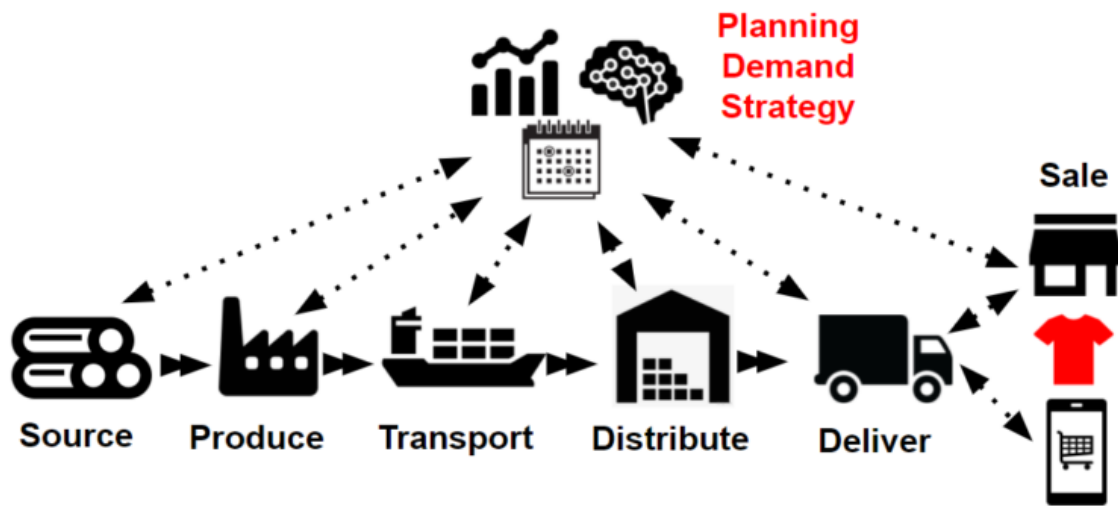 Planning
Demand
Strategy
Sale
Source
Produce
Transport
Distribute
Deliver